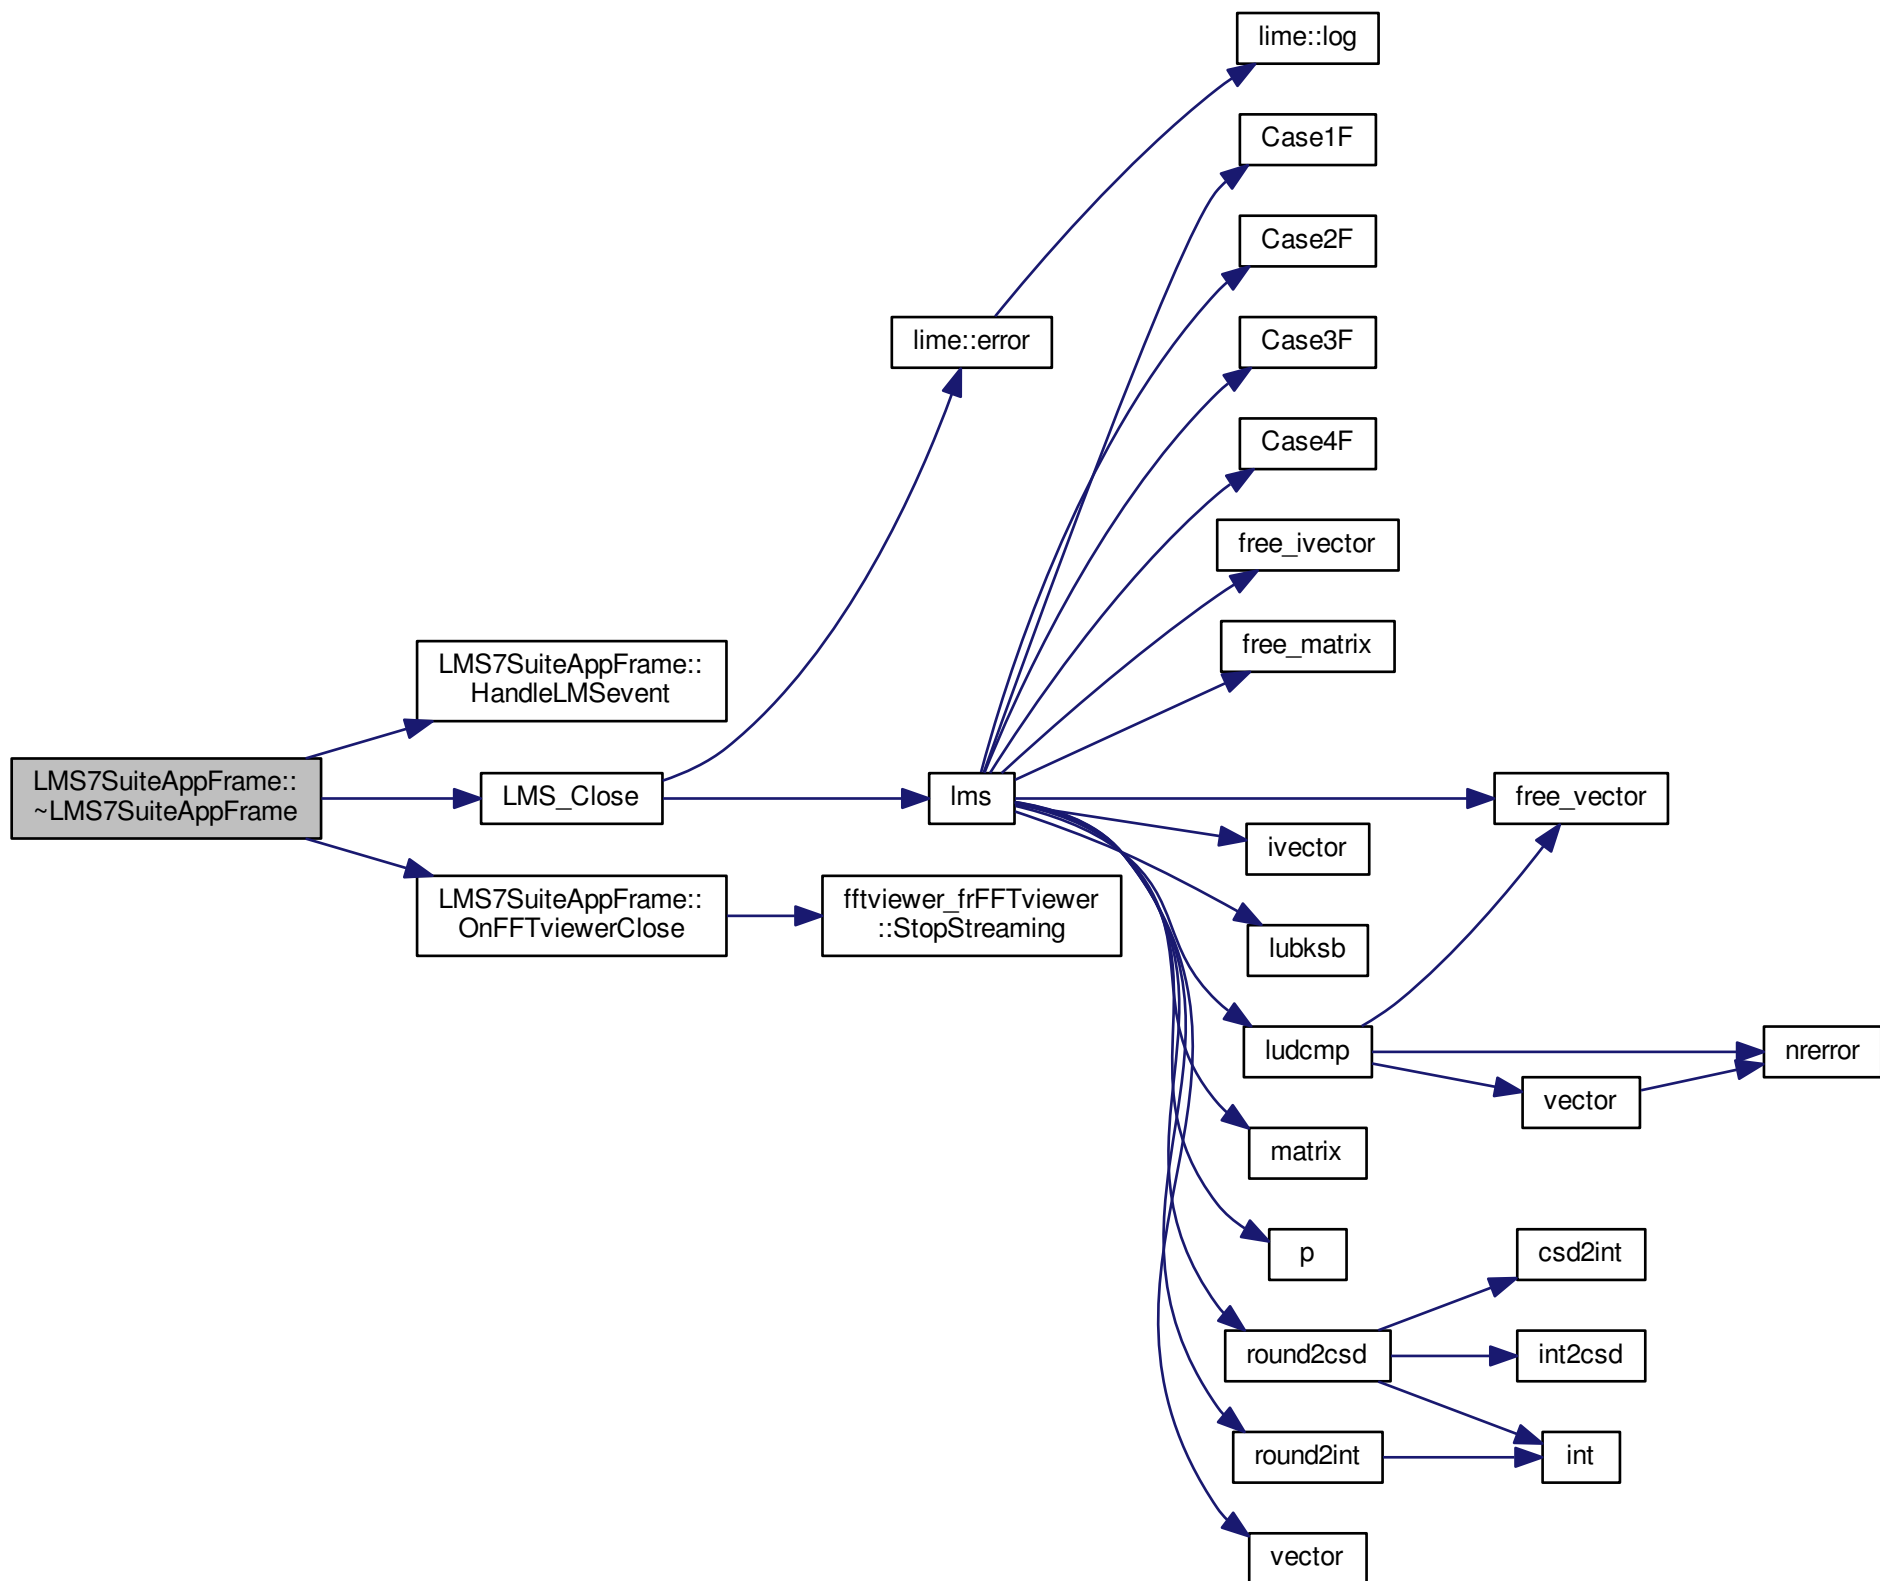 lime::log
Case1F
Case2F
lime::error
Case3F
Case4F
free_ivector
free_matrix
LMS7SuiteAppFrame::
HandleLMSevent
LMS7SuiteAppFrame::
~LMS7SuiteAppFrame
LMS_Close
lms
free_vector
ivector
LMS7SuiteAppFrame::
OnFFTviewerClose
fftviewer_frFFTviewer
::StopStreaming
lubksb
ludcmp
nrerror
vector
matrix
p
csd2int
round2csd
int2csd
round2int
int
vector